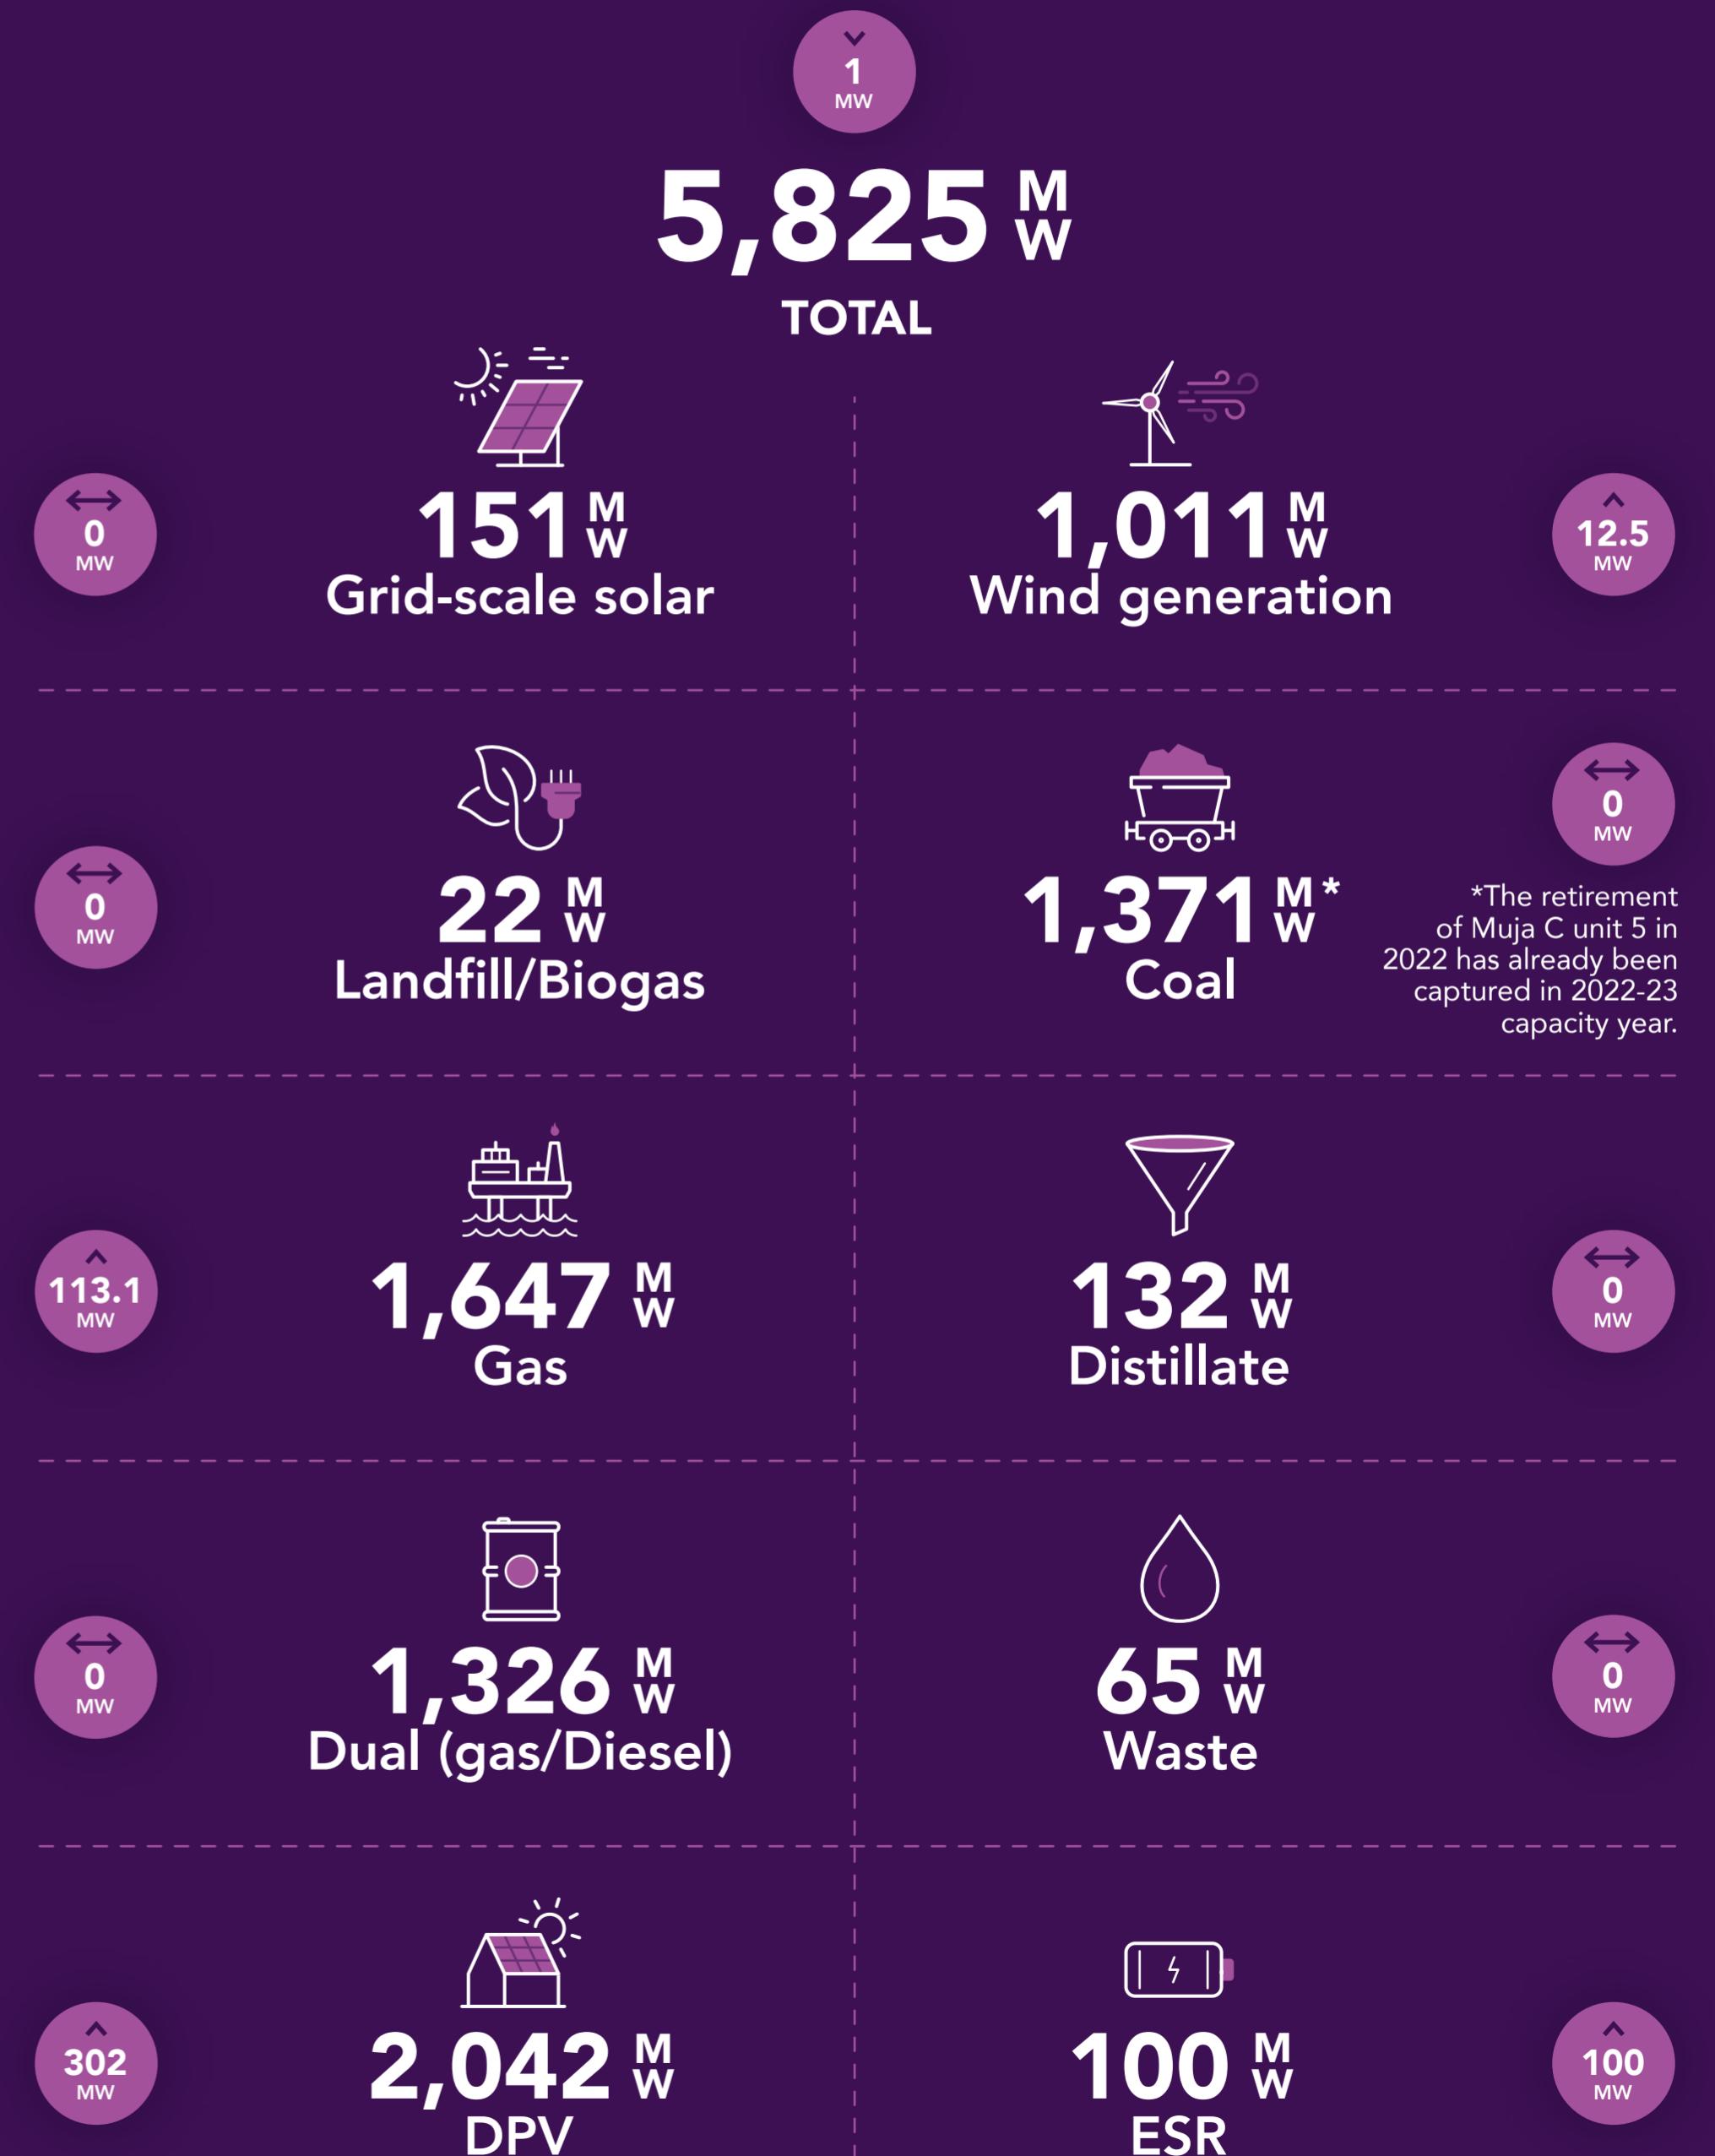 1
MW
5,825 MW
TOTAL
0
MW
151 MW
Grid-scale solar
1,011 MW
Wind generation
12.5
MW
0
MW
22 MW
Landfill/Biogas
1,371 MW*
Coal
0
MW
*The retirement
of Muja C unit 5 in
2022 has already been
captured in 2022-23
capacity year.
113.1
MW
1,647 MW
Gas
132 MW
Distillate
0
MW
0
MW
1,326 MW
Dual (gas/Diesel)
65 MW
Waste
0
MW
302
MW
2,042 MW
DPV
100 MW
ESR
100
MW